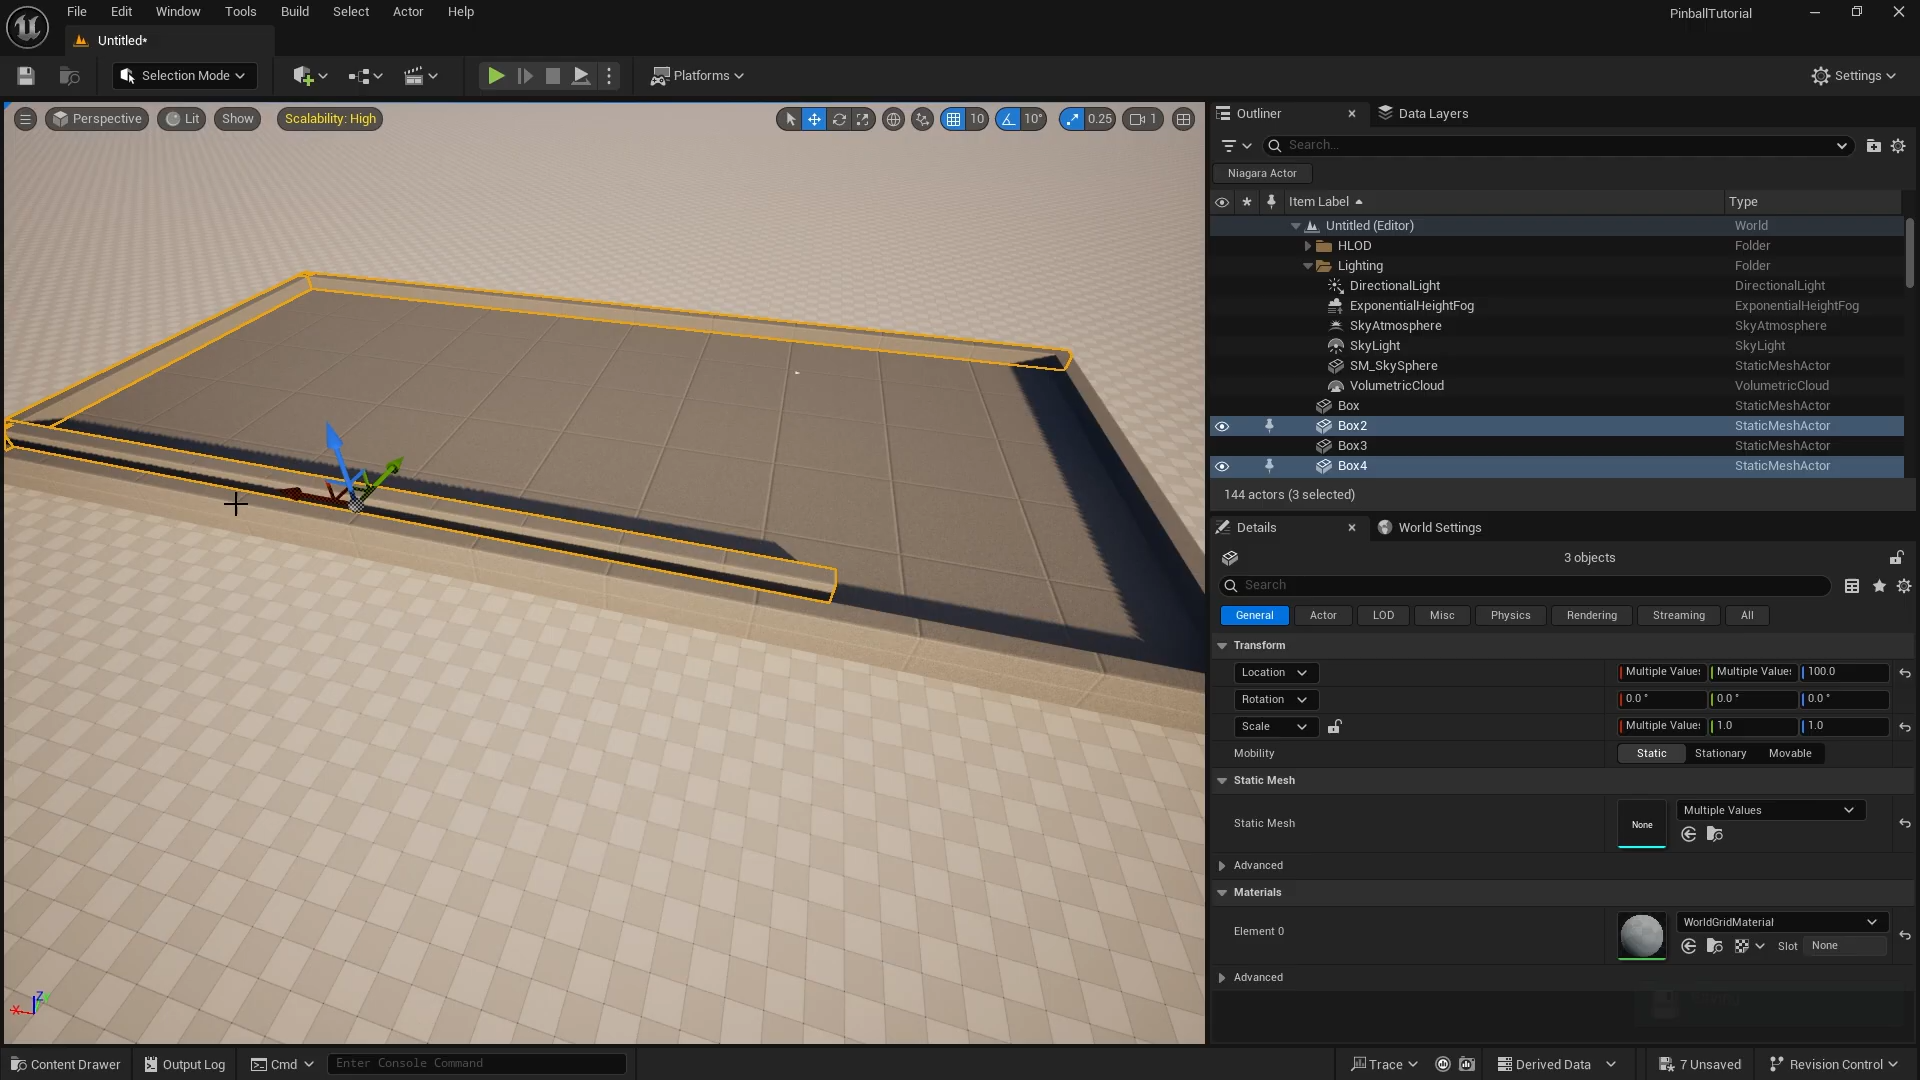 File Edit Window Tools Build Select Actor Help
PinballTutorial
Untitled*
Selection Mode
Platforms
Settings
Perspective Lit Show Scalability: High
10 10° 0.25 1
Outliner
Data Layers
Search...
Niagara Actor
Item Label Type
Untitled (Editor) World
HLOD Folder
Lighting Folder
DirectionalLight DirectionalLight
ExponentialHeightFog ExponentialHeightFog
SkyAtmosphere SkyAtmosphere
SkyLight SkyLight
SM_SkySphere StaticMeshActor
VolumetricCloud VolumetricCloud
Box StaticMeshActor
Box2 StaticMeshActor
Box3 StaticMeshActor
Box4 StaticMeshActor
144 actors (3 selected)
Details
World Settings
3 objects
Search
General Actor LOD Misc Physics Rendering Streaming All
Transform
Location Multiple Values Multiple Values 100.0
Rotation 0.0 ° 0.0 ° 0.0 °
Scale Multiple Values 1.0 1.0
Mobility Static Stationary Movable
Static Mesh
Static Mesh None Multiple Values
Advanced
Materials
Element 0 WorldGridMaterial
Slot None
Advanced
X Z Y
Content Drawer Output Log Cmd Enter Console Command Trace Derived Data 7 Unsaved Revision Control